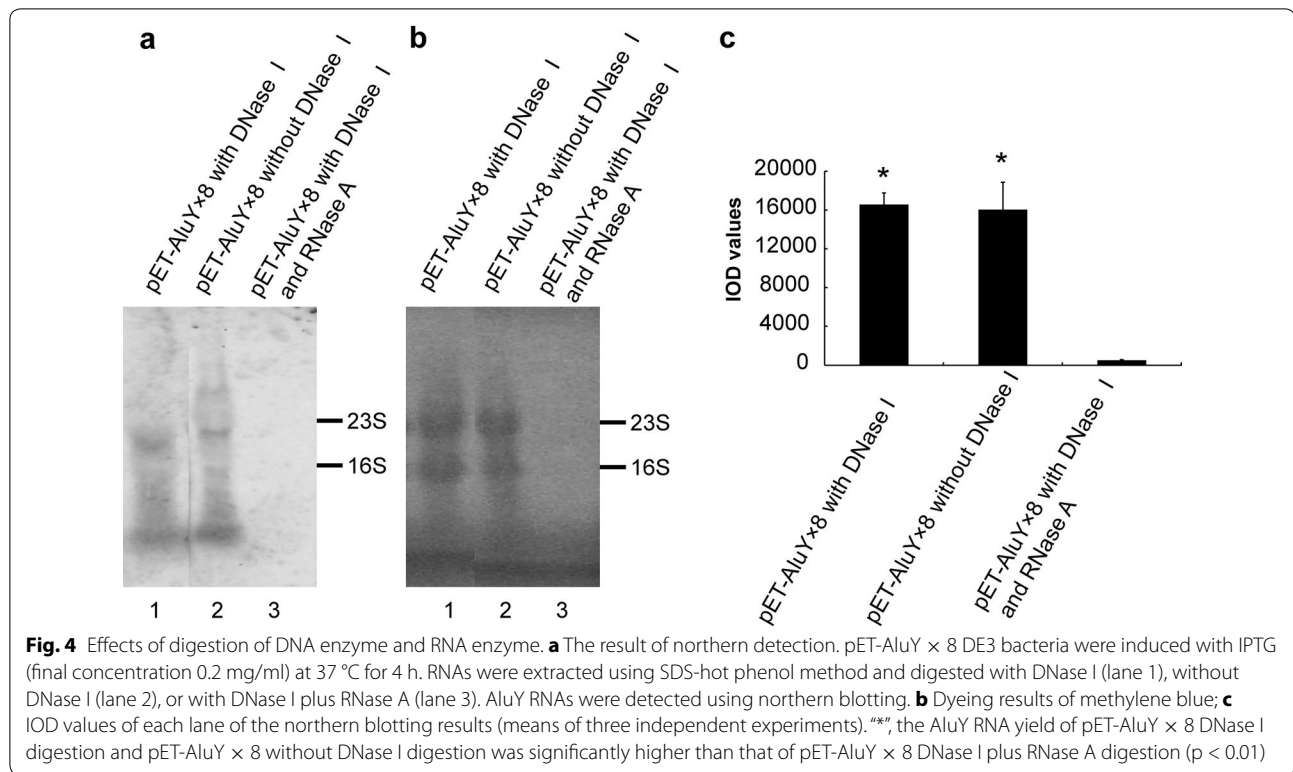 a
b
c
pET-AluY×8 with DNase I
pET-AluY×8 without DNase I
pET-AluY×8 with DNase I
and RNase A
pET-AluY×8 with DNase I
pET-AluY×8 without DNase I
pET-AluY×8 with DNase I
and RNase A
23S
16S
1 2 3
23S
16S
1 2 3
IOD values
20000
16000
12000
8000
4000
0
* *
pET-AluY×8 with DNase I
pET-AluY×8 without DNase I
pET-AluY×8 with DNase I
and RNase A
Fig. 4 Effects of digestion of DNA enzyme and RNA enzyme. a The result of northern detection. pET-AluY × 8 DE3 bacteria were induced with IPTG
(final concentration 0.2 mg/ml) at 37 °C for 4 h. RNAs were extracted using SDS-hot phenol method and digested with DNase I (lane 1), without
DNase I (lane 2), or with DNase I plus RNase A (lane 3). AluY RNAs were detected using northern blotting. b Dyeing results of methylene blue; c
IOD values of each lane of the northern blotting results (means of three independent experiments). “*”, the AluY RNA yield of pET-AluY × 8 DNase I
digestion and pET-AluY × 8 without DNase I digestion was significantly higher than that of pET-AluY × 8 DNase I plus RNase A digestion (p < 0.01)